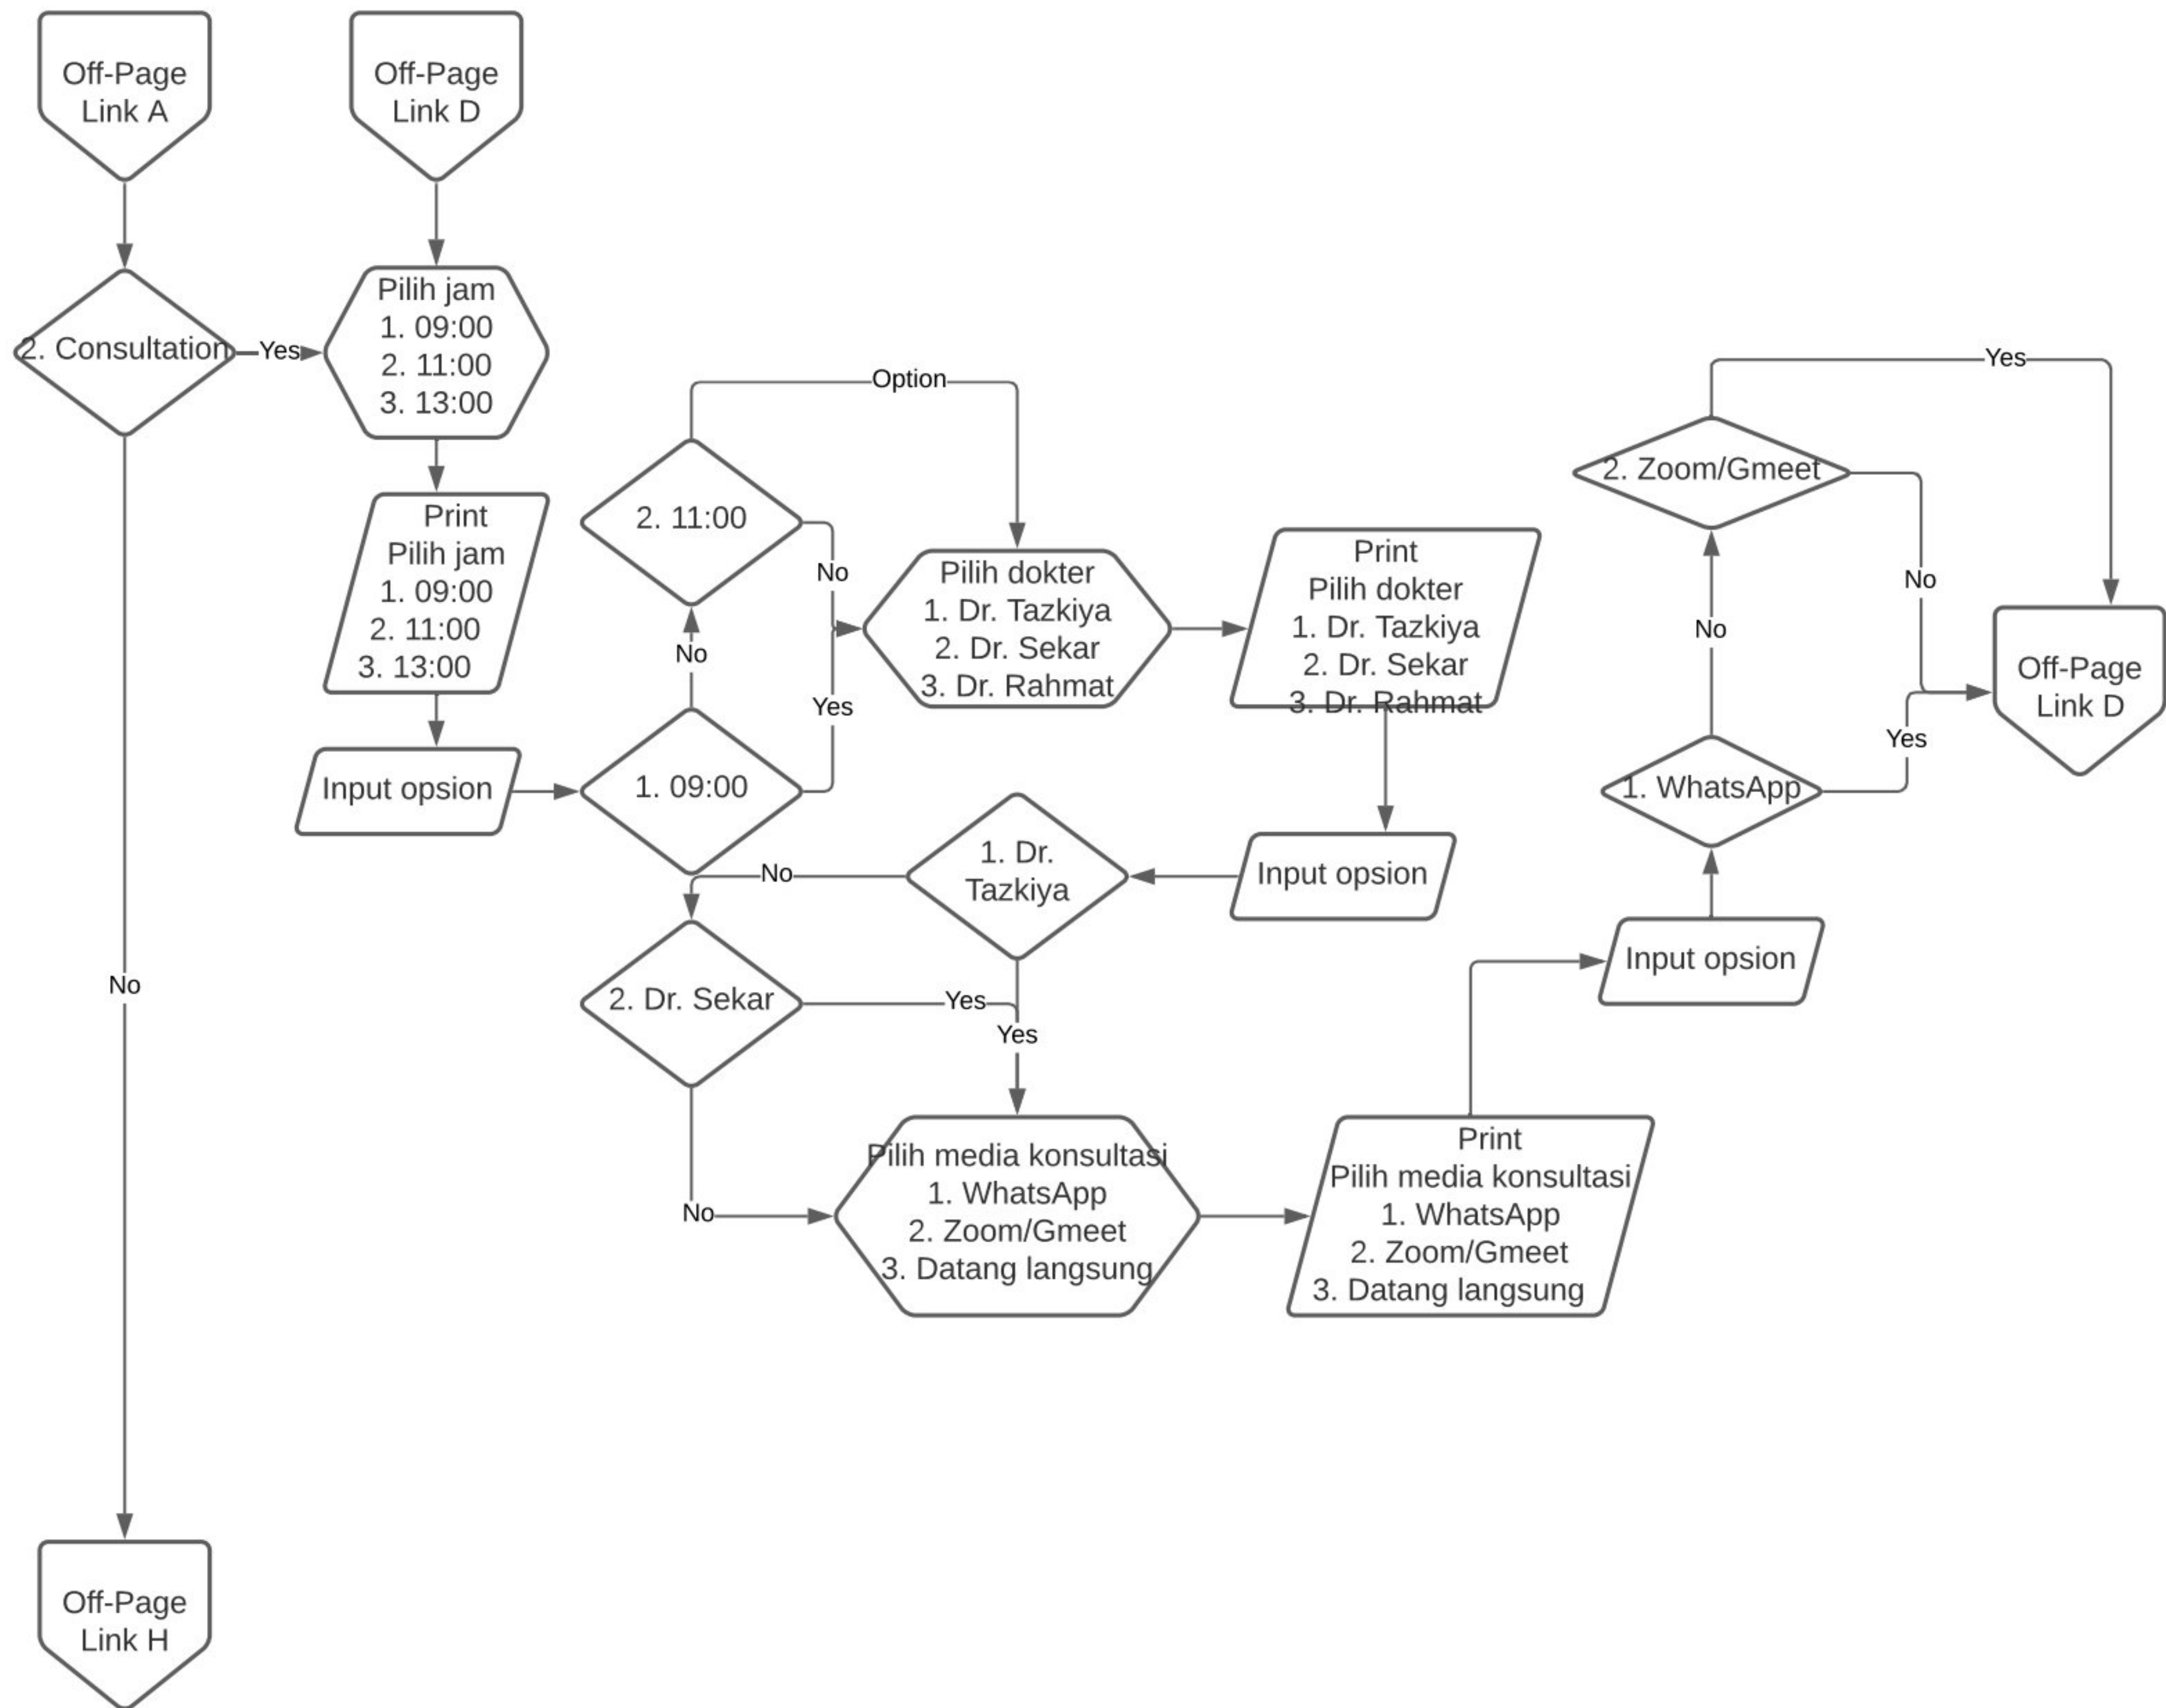 Off-Page
Link A
Off-Page
Link D
2. Consultation
Yes
Pilih jam
1. 09:00
2. 11:00
3. 13:00
Print
Pilih jam
1. 09:00
2. 11:00
3. 13:00
Input opsion
1. 09:00
No
Yes
2. 11:00
No
Option
Pilih dokter
1. Dr. Tazkiya
2. Dr. Sekar
3. Dr. Rahmat
Print
Pilih dokter
1. Dr. Tazkiya
2. Dr. Sekar
3. Dr. Rahmat
Input opsion
1. Dr.
Tazkiya
No
Yes
2. Dr. Sekar
Yes
No
Pilih media konsultasi
1. WhatsApp
2. Zoom/Gmeet
3. Datang langsung
Print
Pilih media konsultasi
1. WhatsApp
2. Zoom/Gmeet
3. Datang langsung
Input opsion
1. WhatsApp
No
Yes
2. Zoom/Gmeet
No
Yes
Off-Page
Link D
No
Off-Page
Link H